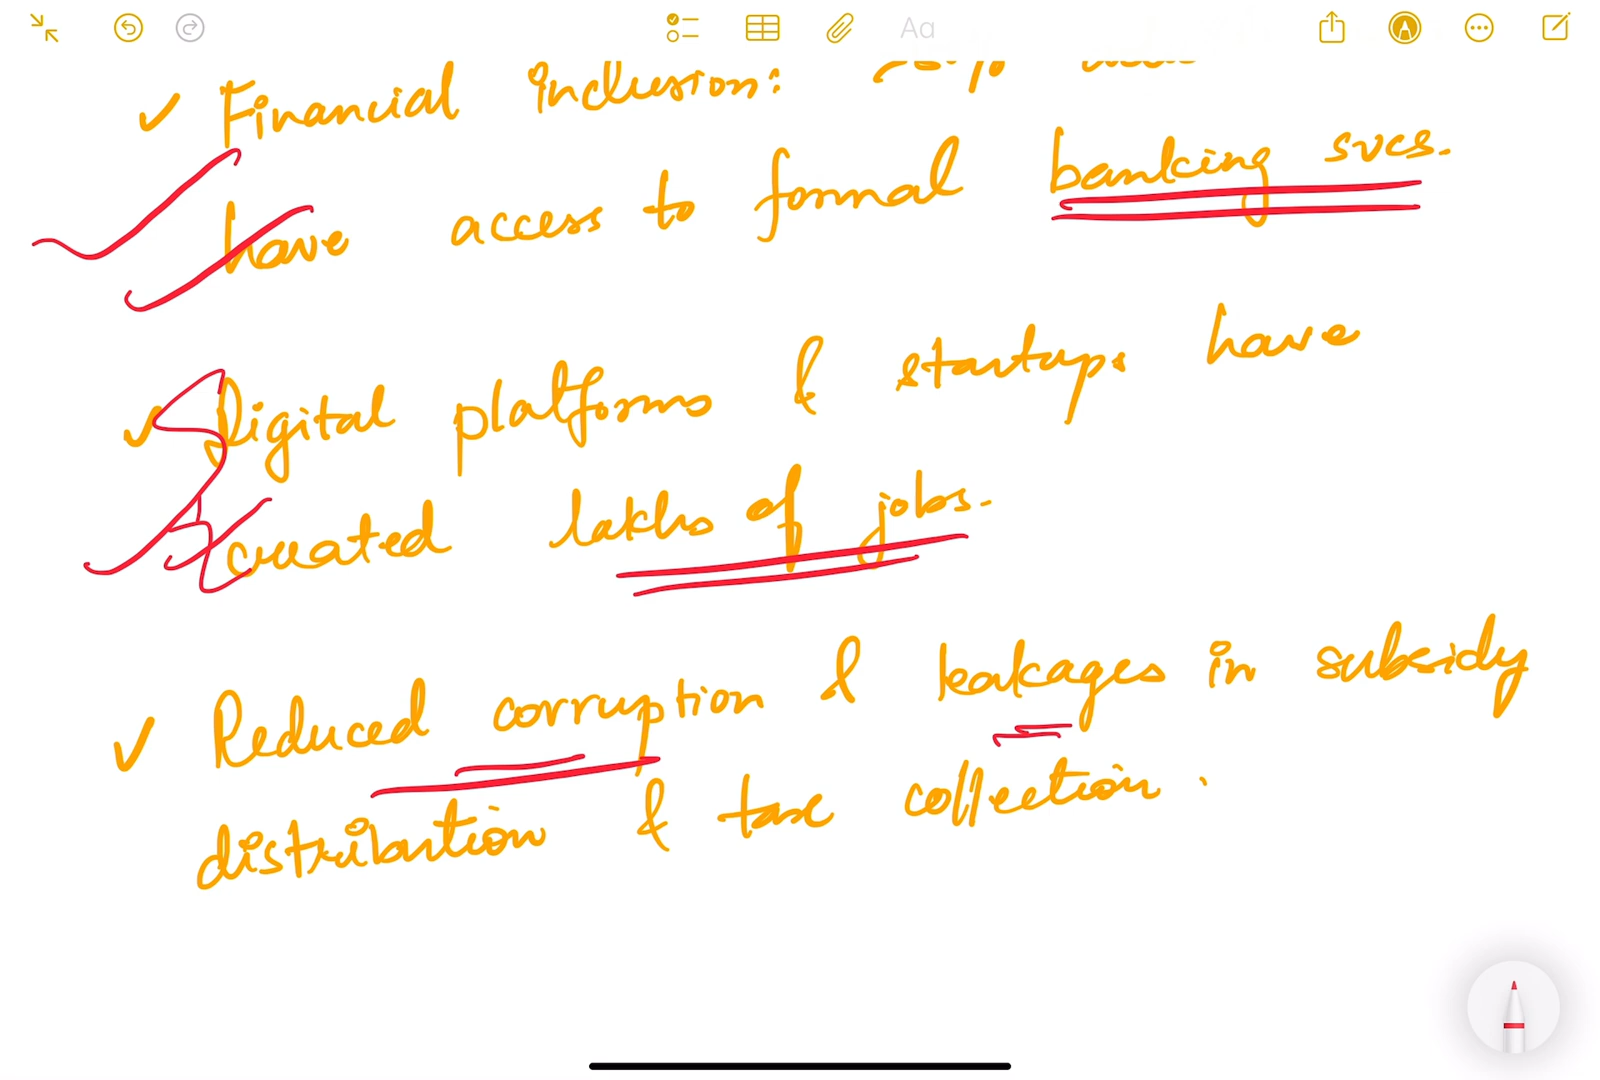 Aa
✓ Financial inclusion:
have access to formal banking svcs.
✓ Digital platforms & startups have
created lakhs of jobs.
✓ Reduced corruption & leakages in subsidy
distribution & tax collection.